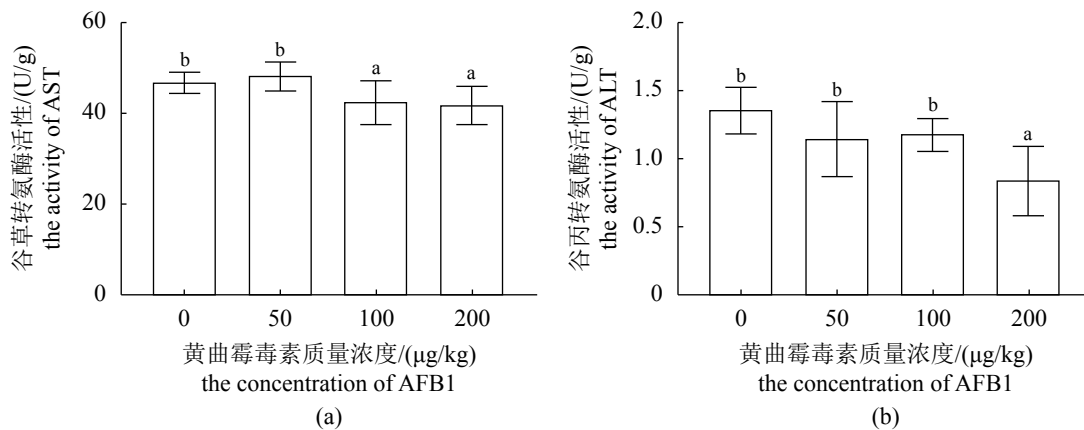 谷草转氨酶活性/(U/g)
the activity of AST
60
40
20
0
b
b
a
a
0
50
100
200
黄曲霉毒素质量浓度/(μg/kg)
the concentration of AFB1
(a)
谷丙转氨酶活性/(U/g)
the activity of ALT
2.0
1.5
1.0
0.5
0
b
b
b
a
0
50
100
200
黄曲霉毒素质量浓度/(μg/kg)
the concentration of AFB1
(b)